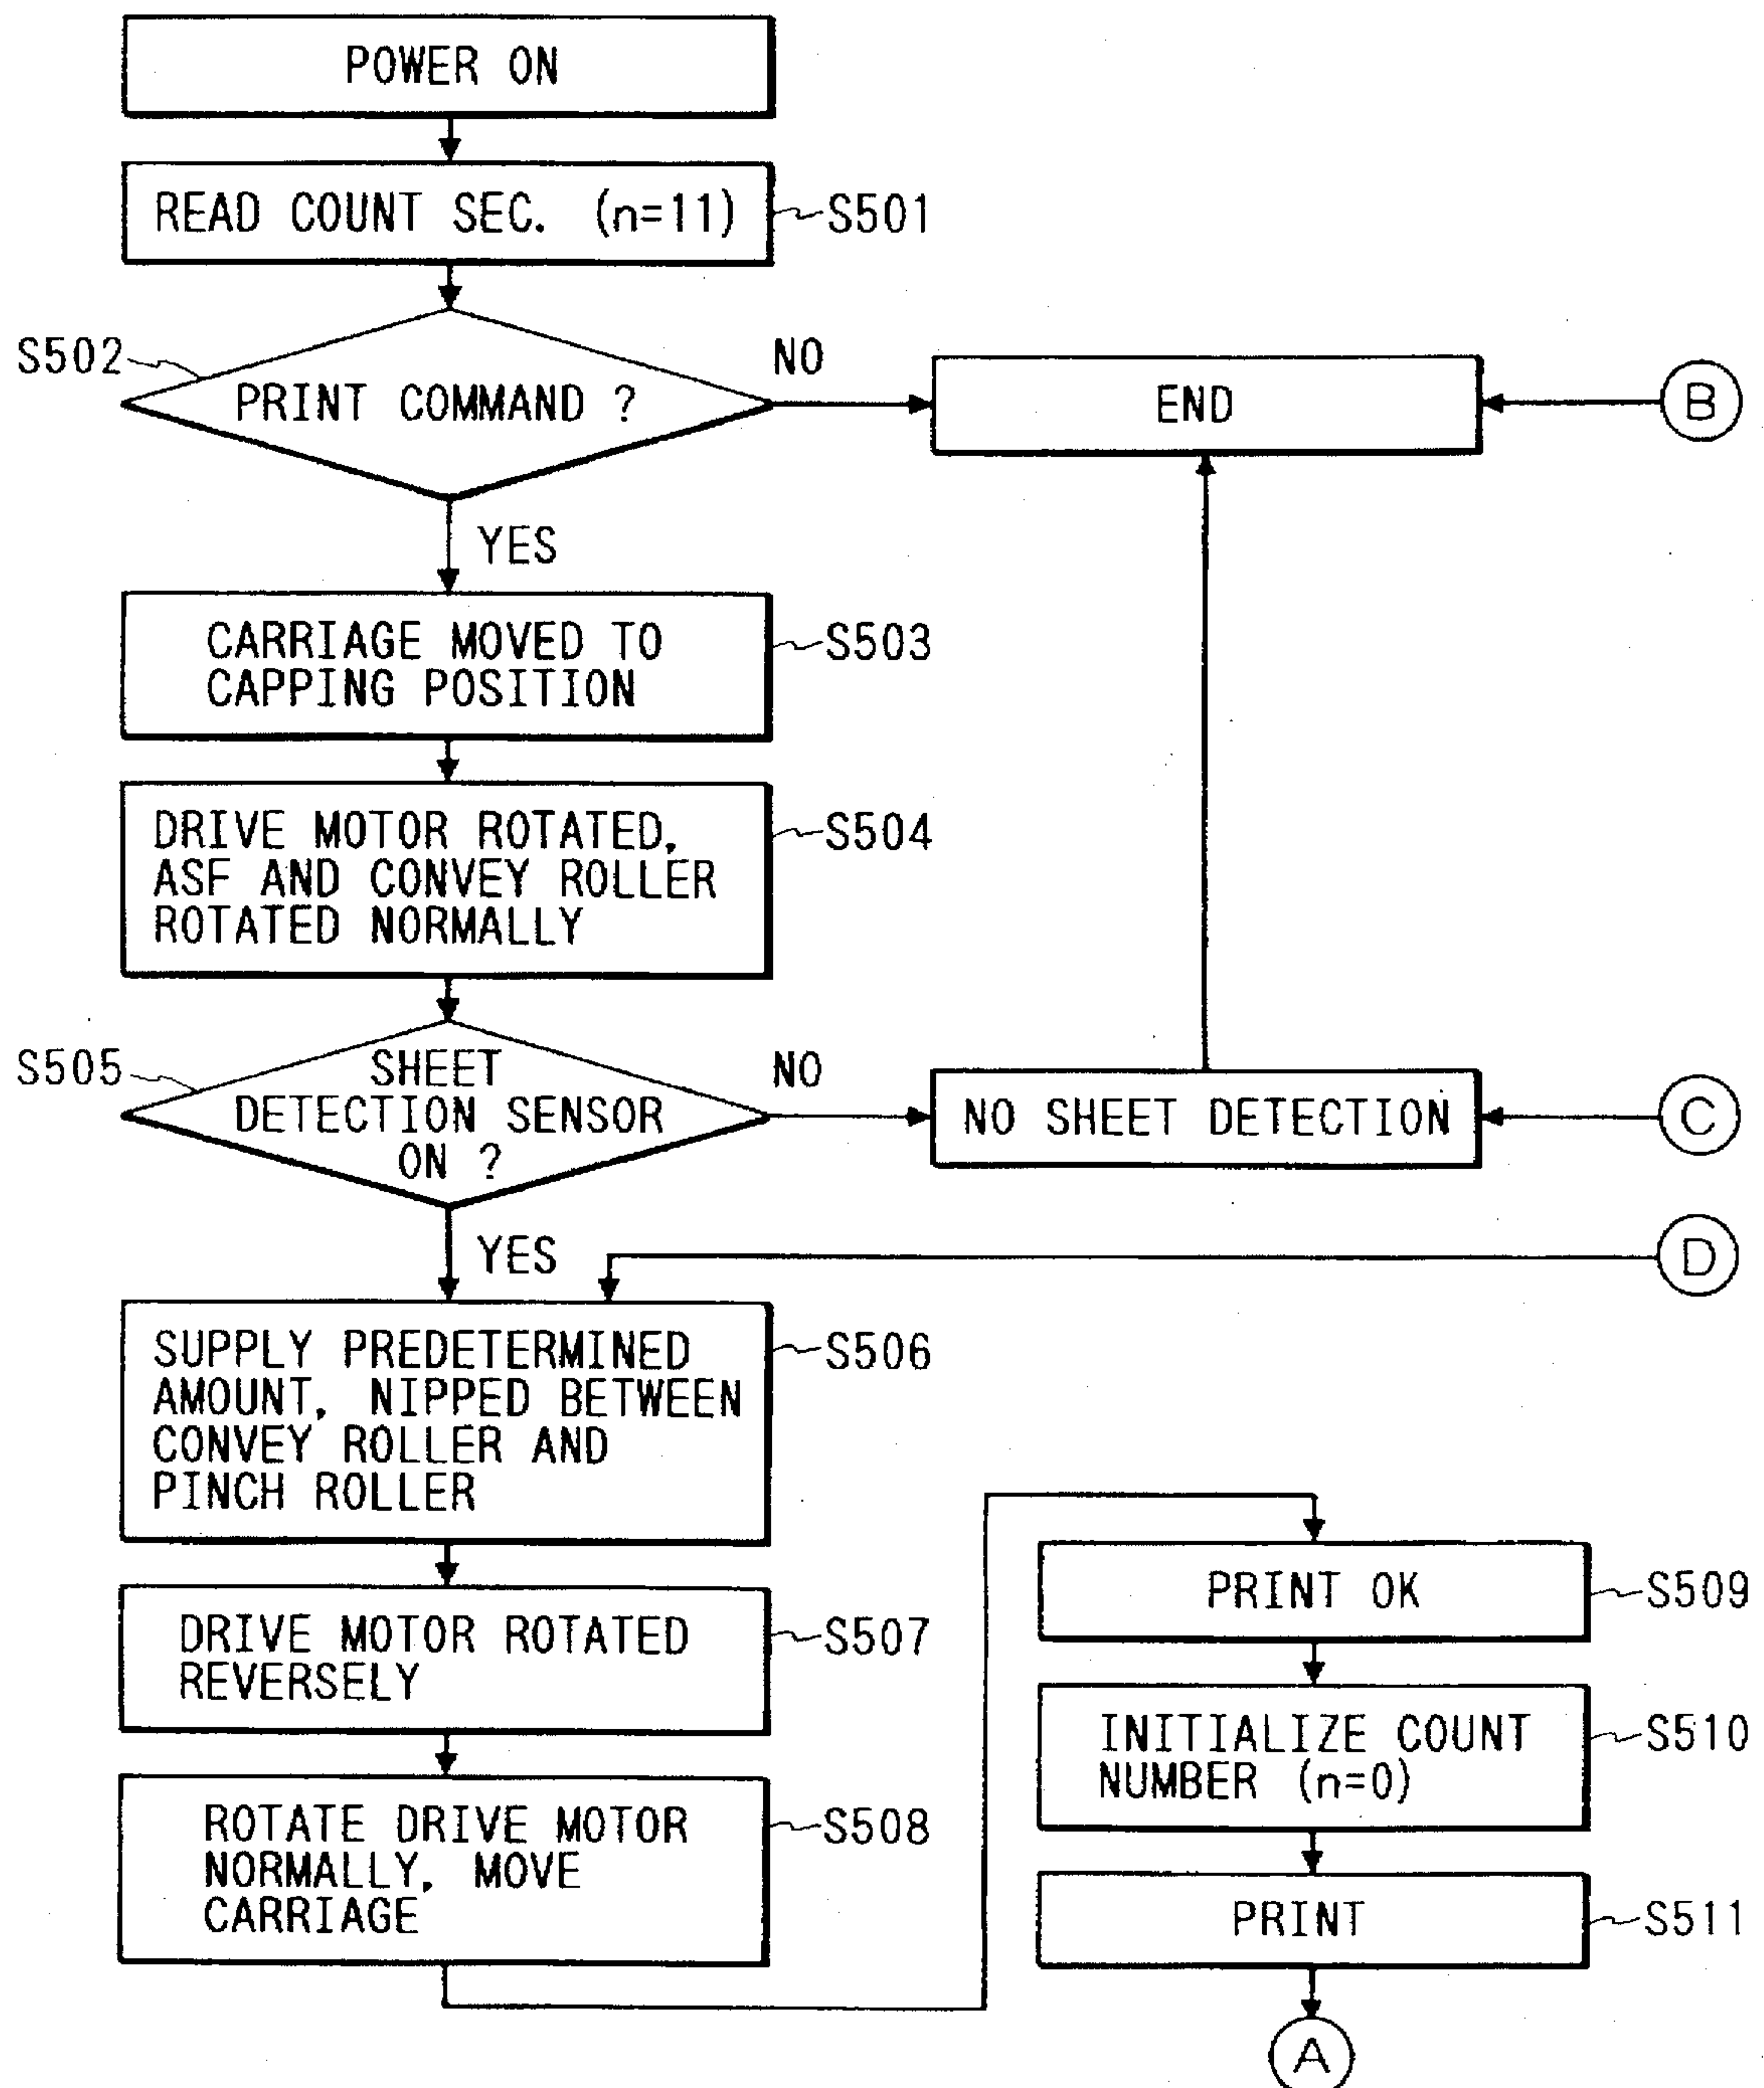 POWER ON
READ COUNT SEC. (n=11)
S501
S502
PRINT COMMAND ?
NO
END
B
YES
CARRIAGE MOVED TO
CAPPING POSITION
S503
DRIVE MOTOR ROTATED,
ASF AND CONVEY ROLLER
ROTATED NORMALLY
S504
S505
SHEET
DETECTION SENSOR
ON ?
NO
NO SHEET DETECTION
C
YES
D
SUPPLY PREDETERMINED
AMOUNT, NIPPED BETWEEN
CONVEY ROLLER AND
PINCH ROLLER
S506
DRIVE MOTOR ROTATED
REVERSELY
S507
ROTATE DRIVE MOTOR
NORMALLY, MOVE
CARRIAGE
S508
PRINT OK
S509
INITIALIZE COUNT
NUMBER (n=0)
S510
PRINT
S511
A